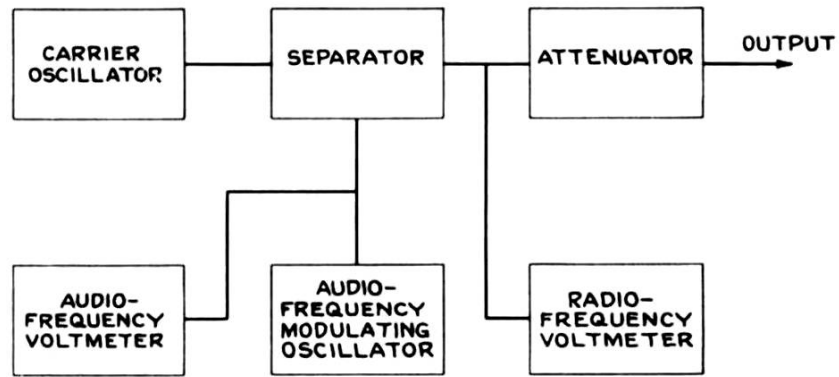 CARRIER
OSCILLATOR
SEPARATOR
ATTENUATOR
OUTPUT
AUDIO-
FREQUENCY
VOLTMETER
AUDIO-
FREQUENCY
MODULATING
OSCILLATOR
RADIO-
FREQUENCY
VOLTMETER